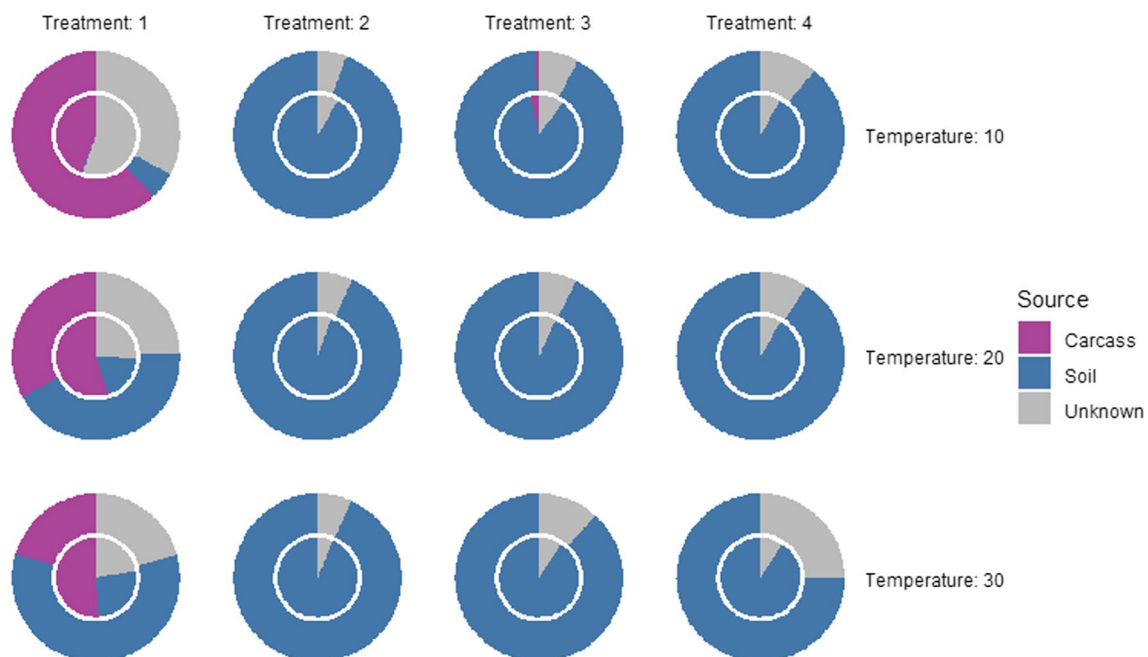 Treatment: 1
Treatment: 2
Treatment: 3
Treatment: 4
Temperature: 10
Temperature: 20
Source
Carcass
Soil
Unknown
Temperature: 30